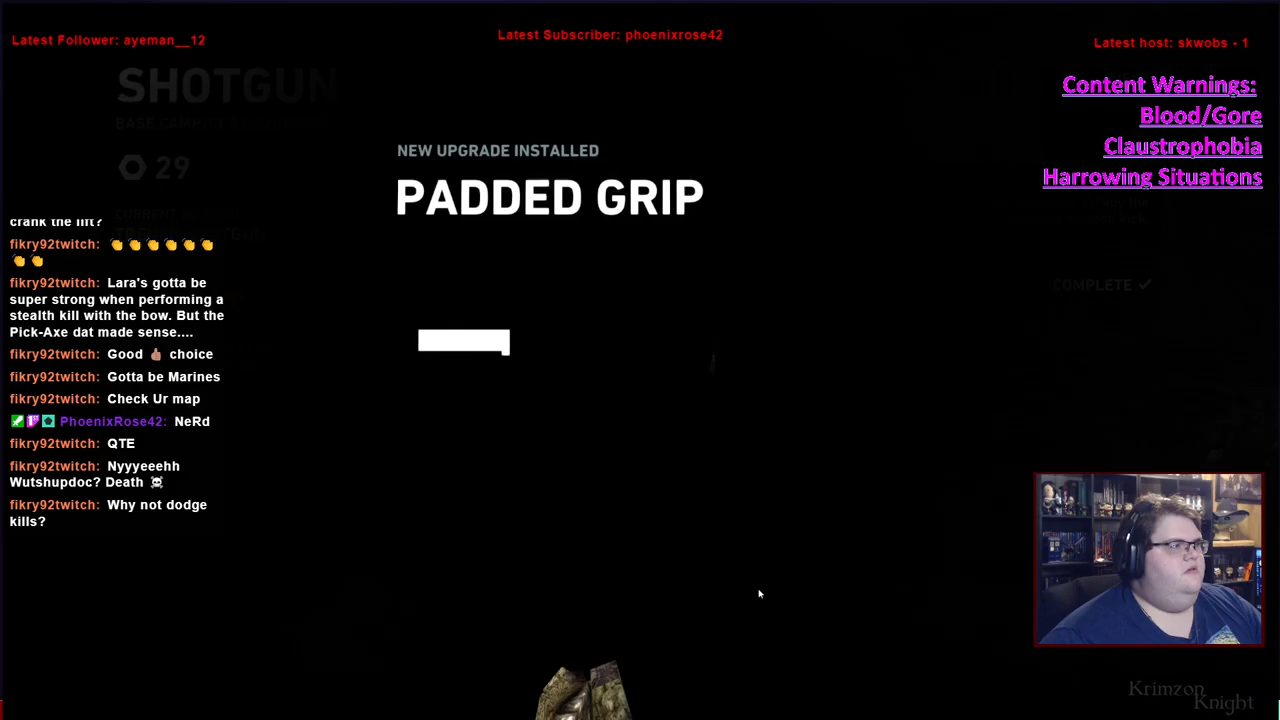 Latest Follower: ayeman__12
Latest Subscriber: phoenixrose42
Latest host: skwobs - 1
SHOTGUN
Content Warnings:
Blood/Gore
Claustrophobia
Harrowing Situations
NEW UPGRADE INSTALLED
PADDED GRIP
29
COMPLETE ✓
crank the lift?
fikry92twitch: 👏👏👏👏👏👏
👏👏
fikry92twitch: Lara's gotta be
super strong when performing a
stealth kill with the bow. But the
Pick-Axe dat made sense....
fikry92twitch: Good 👍🏽 choice
fikry92twitch: Gotta be Marines
fikry92twitch: Check Ur map
PhoenixRose42: NeRd
fikry92twitch: QTE
fikry92twitch: Nyyyeeehh
Wutshupdoc? Death ☠
fikry92twitch: Why not dodge
kills?
Krimzon
Knight